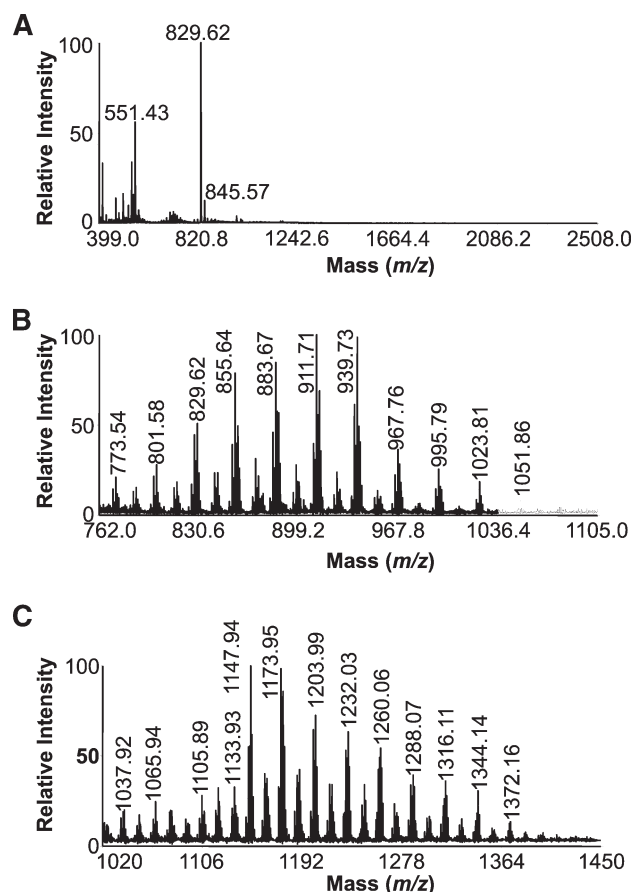 A
829.62
100
551.43
50
845.57
0
399.0 820.8 1242.6 1664.4 2086.2 2508.0
Relative Intensity
Mass (m/z)
B
100
773.54 801.58 829.62 855.64 883.67 911.71 939.73 967.76 995.79 1023.81 1051.86
50
0
762.0 830.6 899.2 967.8 1036.4 1105.0
Relative Intensity
Mass (m/z)
C
100
1037.92 1065.94 1105.89 1133.93 1147.94 1173.95 1203.99 1232.03 1260.06 1288.07 1316.11 1344.14 1372.16
50
0
1020 1106 1192 1278 1364 1450
Relative Intensity
Mass (m/z)